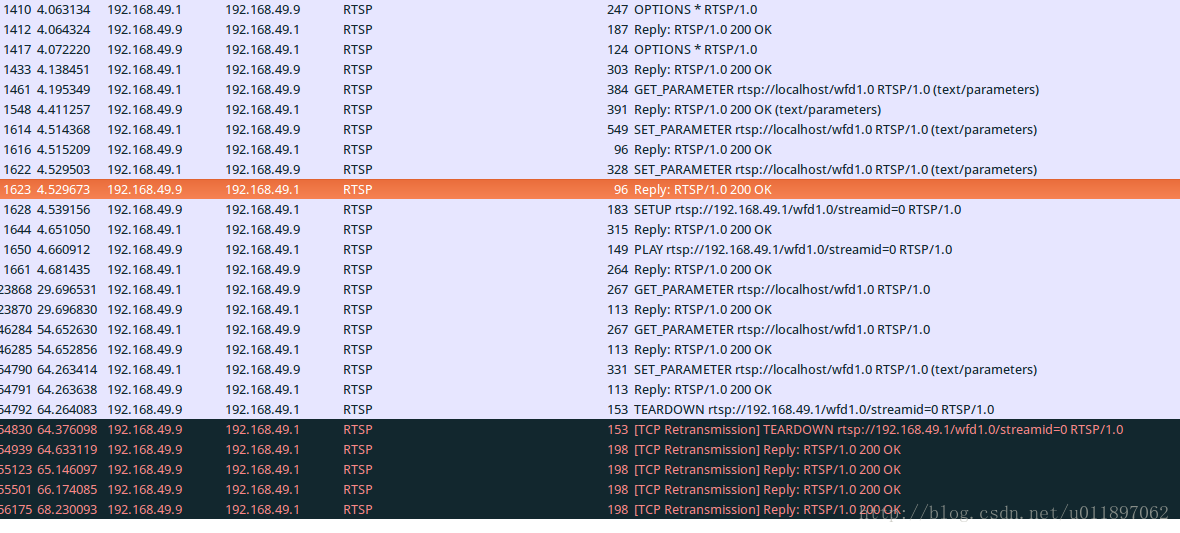 1410 4.063134 192.168.49.1 192.168.49.9 RTSP 247 OPTIONS * RTSP/1.0
1412 4.064324 192.168.49.9 192.168.49.1 RTSP 187 Reply: RTSP/1.0 200 OK
1417 4.072220 192.168.49.9 192.168.49.1 RTSP 124 OPTIONS * RTSP/1.0
1433 4.138451 192.168.49.1 192.168.49.9 RTSP 303 Reply: RTSP/1.0 200 OK
1461 4.195349 192.168.49.1 192.168.49.9 RTSP 384 GET_PARAMETER rtsp://localhost/wfd1.0 RTSP/1.0 (text/parameters)
1548 4.411257 192.168.49.9 192.168.49.1 RTSP 391 Reply: RTSP/1.0 200 OK (text/parameters)
1614 4.514368 192.168.49.1 192.168.49.9 RTSP 549 SET_PARAMETER rtsp://localhost/wfd1.0 RTSP/1.0 (text/parameters)
1616 4.515209 192.168.49.9 192.168.49.1 RTSP 96 Reply: RTSP/1.0 200 OK
1622 4.529503 192.168.49.1 192.168.49.9 RTSP 328 SET_PARAMETER rtsp://localhost/wfd1.0 RTSP/1.0 (text/parameters)
1623 4.529673 192.168.49.9 192.168.49.1 RTSP 96 Reply: RTSP/1.0 200 OK
1628 4.539156 192.168.49.9 192.168.49.1 RTSP 183 SETUP rtsp://192.168.49.1/wfd1.0/streamid=0 RTSP/1.0
1644 4.651050 192.168.49.1 192.168.49.9 RTSP 315 Reply: RTSP/1.0 200 OK
1650 4.660912 192.168.49.9 192.168.49.1 RTSP 149 PLAY rtsp://192.168.49.1/wfd1.0/streamid=0 RTSP/1.0
1661 4.681435 192.168.49.1 192.168.49.9 RTSP 264 Reply: RTSP/1.0 200 OK
23868 29.696531 192.168.49.1 192.168.49.9 RTSP 267 GET_PARAMETER rtsp://localhost/wfd1.0 RTSP/1.0
23870 29.696830 192.168.49.9 192.168.49.1 RTSP 113 Reply: RTSP/1.0 200 OK
46284 54.652630 192.168.49.1 192.168.49.9 RTSP 267 GET_PARAMETER rtsp://localhost/wfd1.0 RTSP/1.0
46285 54.652856 192.168.49.9 192.168.49.1 RTSP 113 Reply: RTSP/1.0 200 OK
54790 64.263414 192.168.49.1 192.168.49.9 RTSP 331 SET_PARAMETER rtsp://localhost/wfd1.0 RTSP/1.0 (text/parameters)
54791 64.263638 192.168.49.9 192.168.49.1 RTSP 113 Reply: RTSP/1.0 200 OK
54792 64.264083 192.168.49.9 192.168.49.1 RTSP 153 TEARDOWN rtsp://192.168.49.1/wfd1.0/streamid=0 RTSP/1.0
54830 64.376098 192.168.49.9 192.168.49.1 RTSP 153 [TCP Retransmission] TEARDOWN rtsp://192.168.49.1/wfd1.0/streamid=0 RTSP/1.0
54939 64.633119 192.168.49.9 192.168.49.1 RTSP 198 [TCP Retransmission] Reply: RTSP/1.0 200 OK
55123 65.146097 192.168.49.9 192.168.49.1 RTSP 198 [TCP Retransmission] Reply: RTSP/1.0 200 OK
55501 66.174085 192.168.49.9 192.168.49.1 RTSP 198 [TCP Retransmission] Reply: RTSP/1.0 200 OK
56175 68.230093 192.168.49.9 192.168.49.1 RTSP 198 [TCP Retransmission] Reply: RTSP/1.0 200 OK
http://blog.csdn.net/u011897062